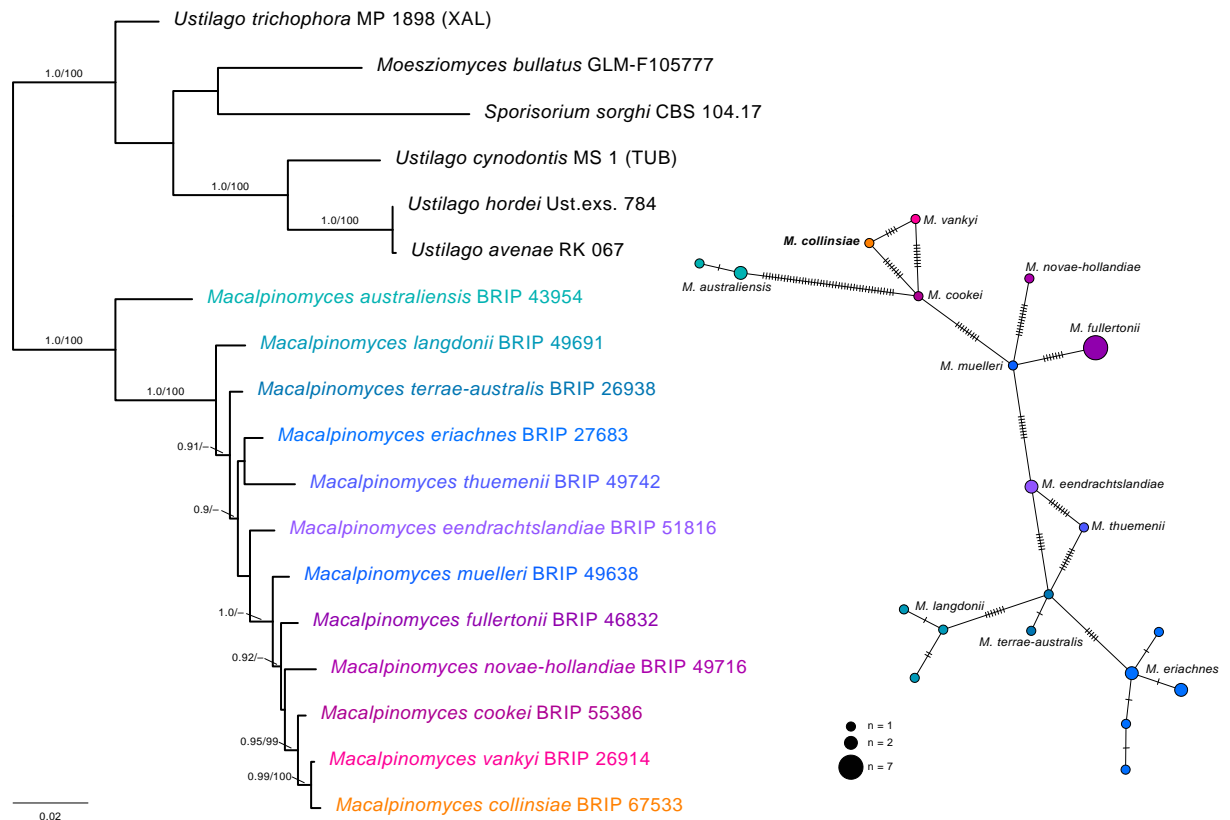 Ustilago trichophora MP 1898 (XAL)
1.0/100
Moesziomyces bullatus GLM-F105777
Sporisorium sorghi CBS 104.17
Ustilago cynodontis MS 1 (TUB)
1.0/100
Ustilago hordei Ust.exs. 784
1.0/100
Ustilago avenae RK 067
Macalpinomyces australiensis BRIP 43954
1.0/100
Macalpinomyces langdonii BRIP 49691
1.0/100
Macalpinomyces terrae-australis BRIP 26938
Macalpinomyces eriachnes BRIP 27683
0.91/–
Macalpinomyces thuemenii BRIP 49742
0.9/–
Macalpinomyces eendrachtslandiae BRIP 51816
Macalpinomyces muelleri BRIP 49638
1.0/–
Macalpinomyces fullertonii BRIP 46832
0.92/–
Macalpinomyces novae-hollandiae BRIP 49716
Macalpinomyces cookei BRIP 55386
0.95/99
Macalpinomyces vankyi BRIP 26914
0.99/100
Macalpinomyces collinsiae BRIP 67533
0.02
M. vankyi
M. collinsiae
M. novae-hollandiae
M. australiensis
M. cookei
M. fullertonii
M. muelleri
M. eendrachtslandiae
M. thuemenii
M. langdonii
M. terrae-australis
M. eriachnes
n = 1
n = 2
n = 7